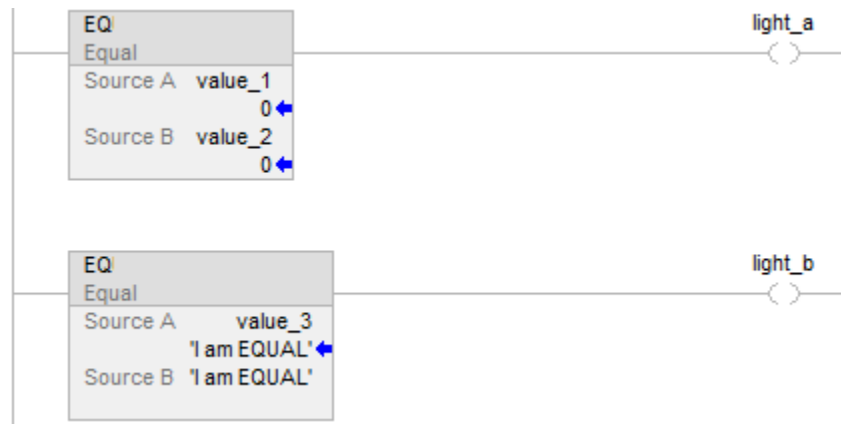 EQ light_a
Equal
Source A value_1
0
Source B value_2
0
EQ light_b
Equal
Source A value_3
'I am EQUAL'
Source B 'I am EQUAL'